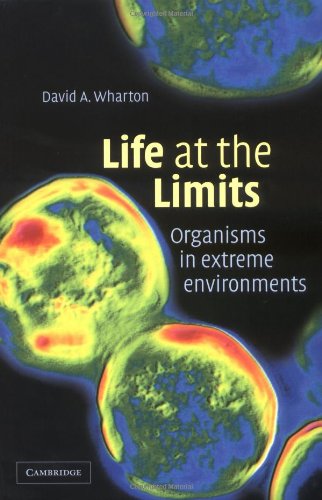 David A. Wharton
Life at the
Limits
Organisms
in extreme
environments
CAMBRIDGE